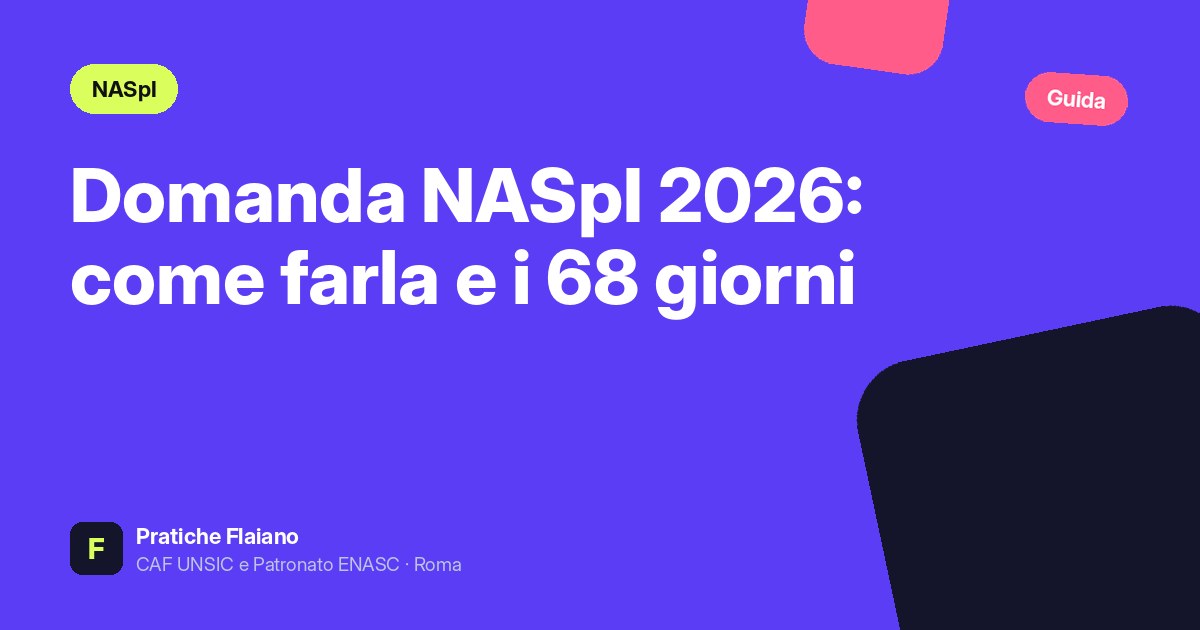 NASpI
Guida
Domanda NASpI 2026:
come farla e i 68 giorni
F
Pratiche Flaiano
CAF UNSIC e Patronato ENASC · Roma